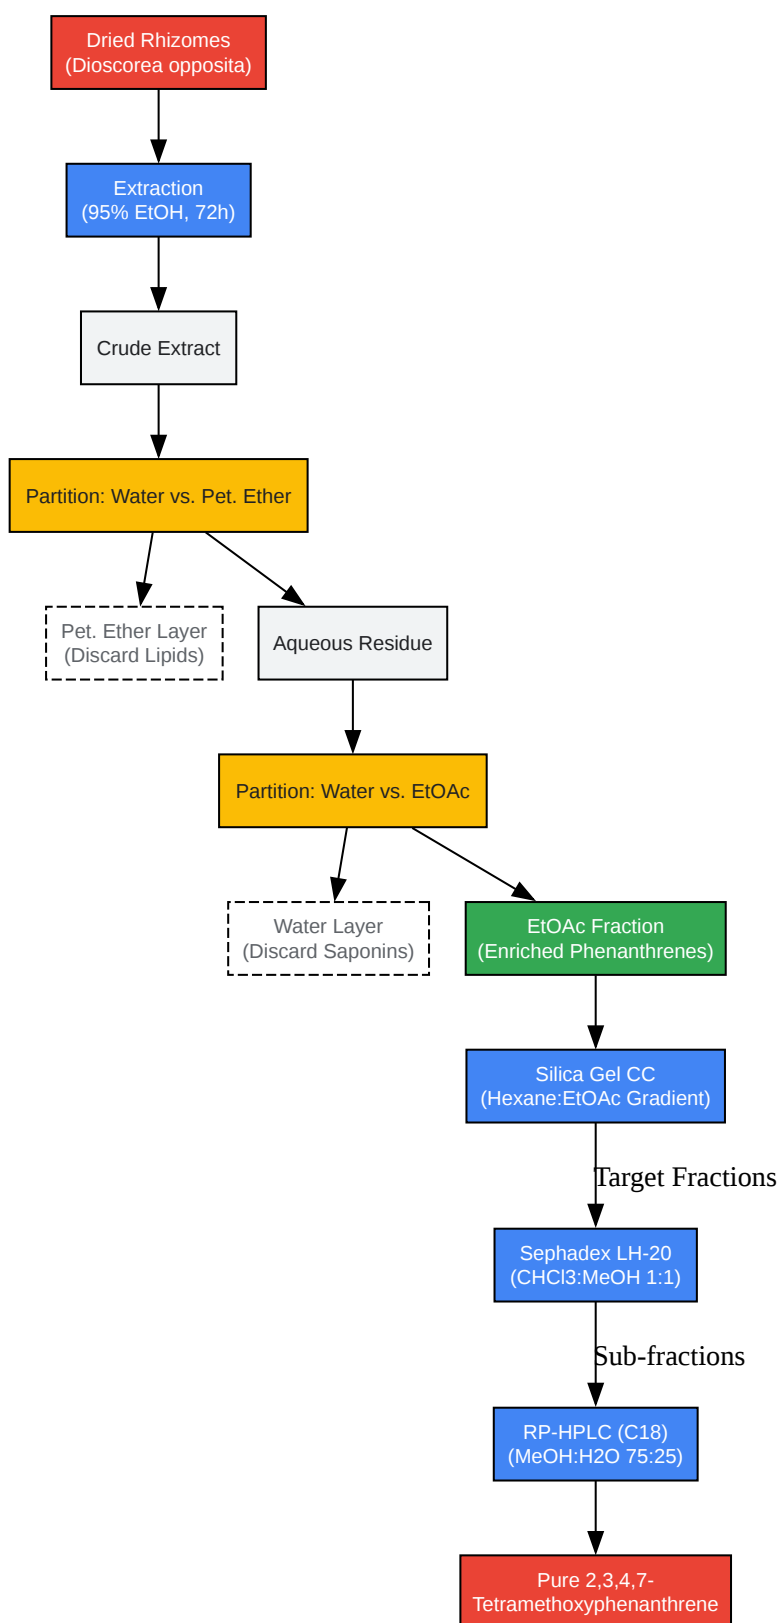 Dried Rhizomes
(Dioscorea opposita)
Extraction
(95% EtOH, 72h)
Crude Extract
Partition: Water vs. Pet. Ether
Pet. Ether Layer
(Discard Lipids)
Aqueous Residue
Partition: Water vs. EtOAc
Water Layer
(Discard Saponins)
EtOAc Fraction
(Enriched Phenanthrenes)
Silica Gel CC
(Hexane:EtOAc Gradient)
Target Fractions
Sephadex LH-20
(CHCl3:MeOH 1:1)
Sub-fractions
RP-HPLC (C18)
(MeOH:H2O 75:25)
Pure 2,3,4,7-
Tetramethoxyphenanthrene